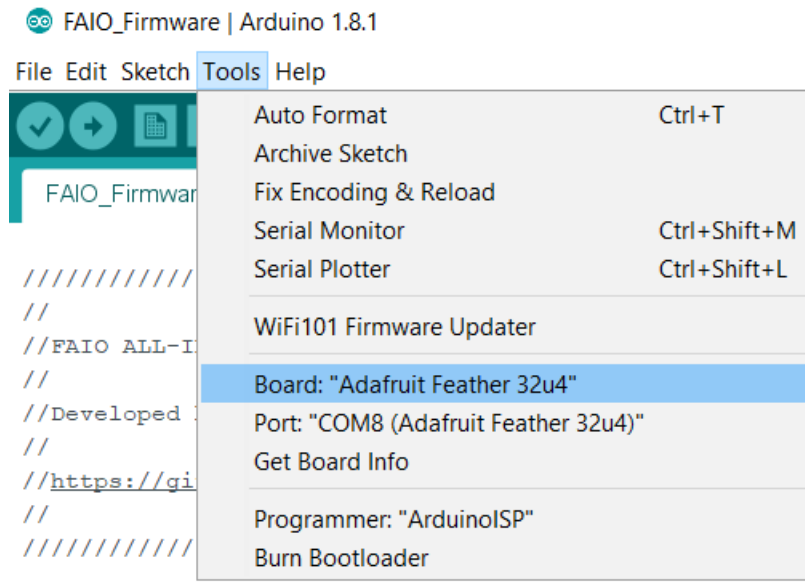 FAIO_Firmware | Arduino 1.8.1
File Edit Sketch Tools Help
Auto Format Ctrl+T
Archive Sketch
FAIO_Firmwar
Fix Encoding & Reload
Serial Monitor Ctrl+Shift+M
Serial Plotter Ctrl+Shift+L
WiFi101 Firmware Updater
Board: "Adafruit Feather 32u4"
Port: "COM8 (Adafruit Feather 32u4)"
Get Board Info
Programmer: "ArduinoISP"
Burn Bootloader
////////////
//
//FAIO ALL-I
//
//Developed
//
//https://gi
//
////////////